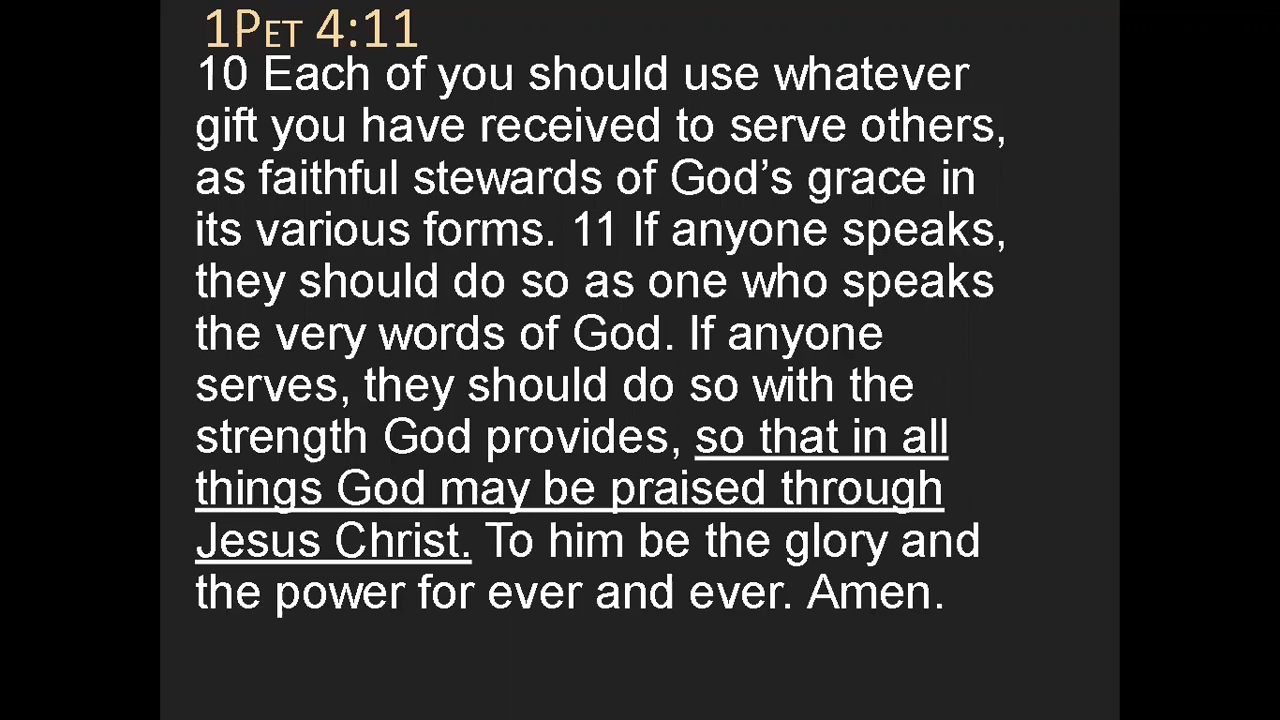 1Pet 4:11
10 Each of you should use whatever
gift you have received to serve others,
as faithful stewards of God’s grace in
its various forms. 11 If anyone speaks,
they should do so as one who speaks
the very words of God. If anyone
serves, they should do so with the
strength God provides, so that in all
things God may be praised through
Jesus Christ. To him be the glory and
the power for ever and ever. Amen.